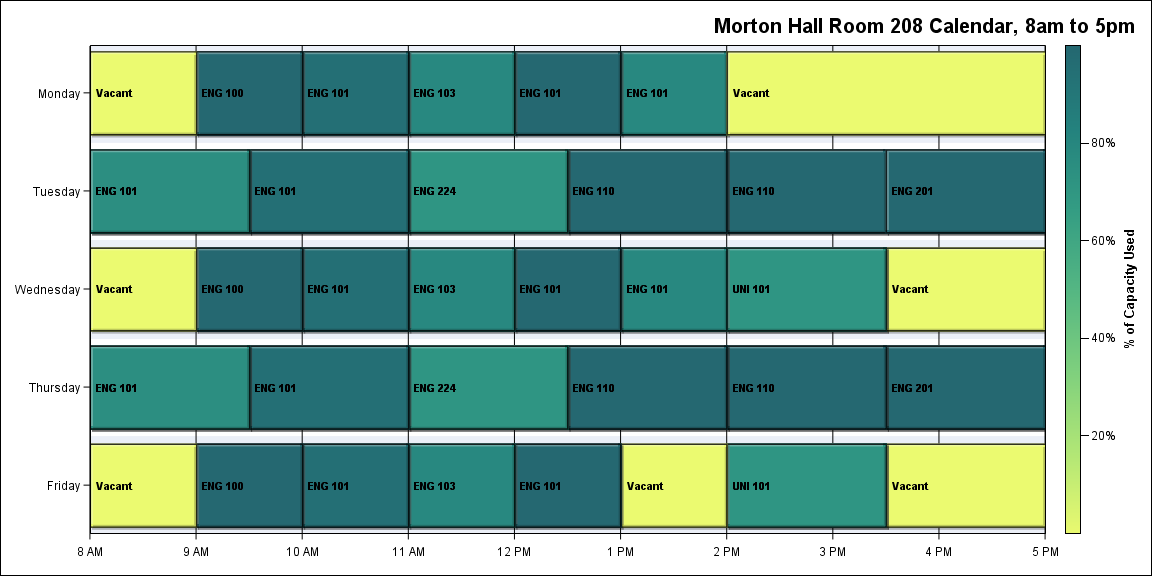 Morton Hall Room 208 Calendar, 8am to 5pm
Monday
Vacant
ENG 100
ENG 101
ENG 103
ENG 101
ENG 101
Vacant
Tuesday
ENG 101
ENG 101
ENG 224
ENG 110
ENG 110
ENG 201
Wednesday
Vacant
ENG 100
ENG 101
ENG 103
ENG 101
ENG 101
UNI 101
Vacant
Thursday
ENG 101
ENG 101
ENG 224
ENG 110
ENG 110
ENG 201
Friday
Vacant
ENG 100
ENG 101
ENG 103
ENG 101
Vacant
UNI 101
Vacant
8 AM
9 AM
10 AM
11 AM
12 PM
1 PM
2 PM
3 PM
4 PM
5 PM
80%
60%
40%
20%
% of Capacity Used